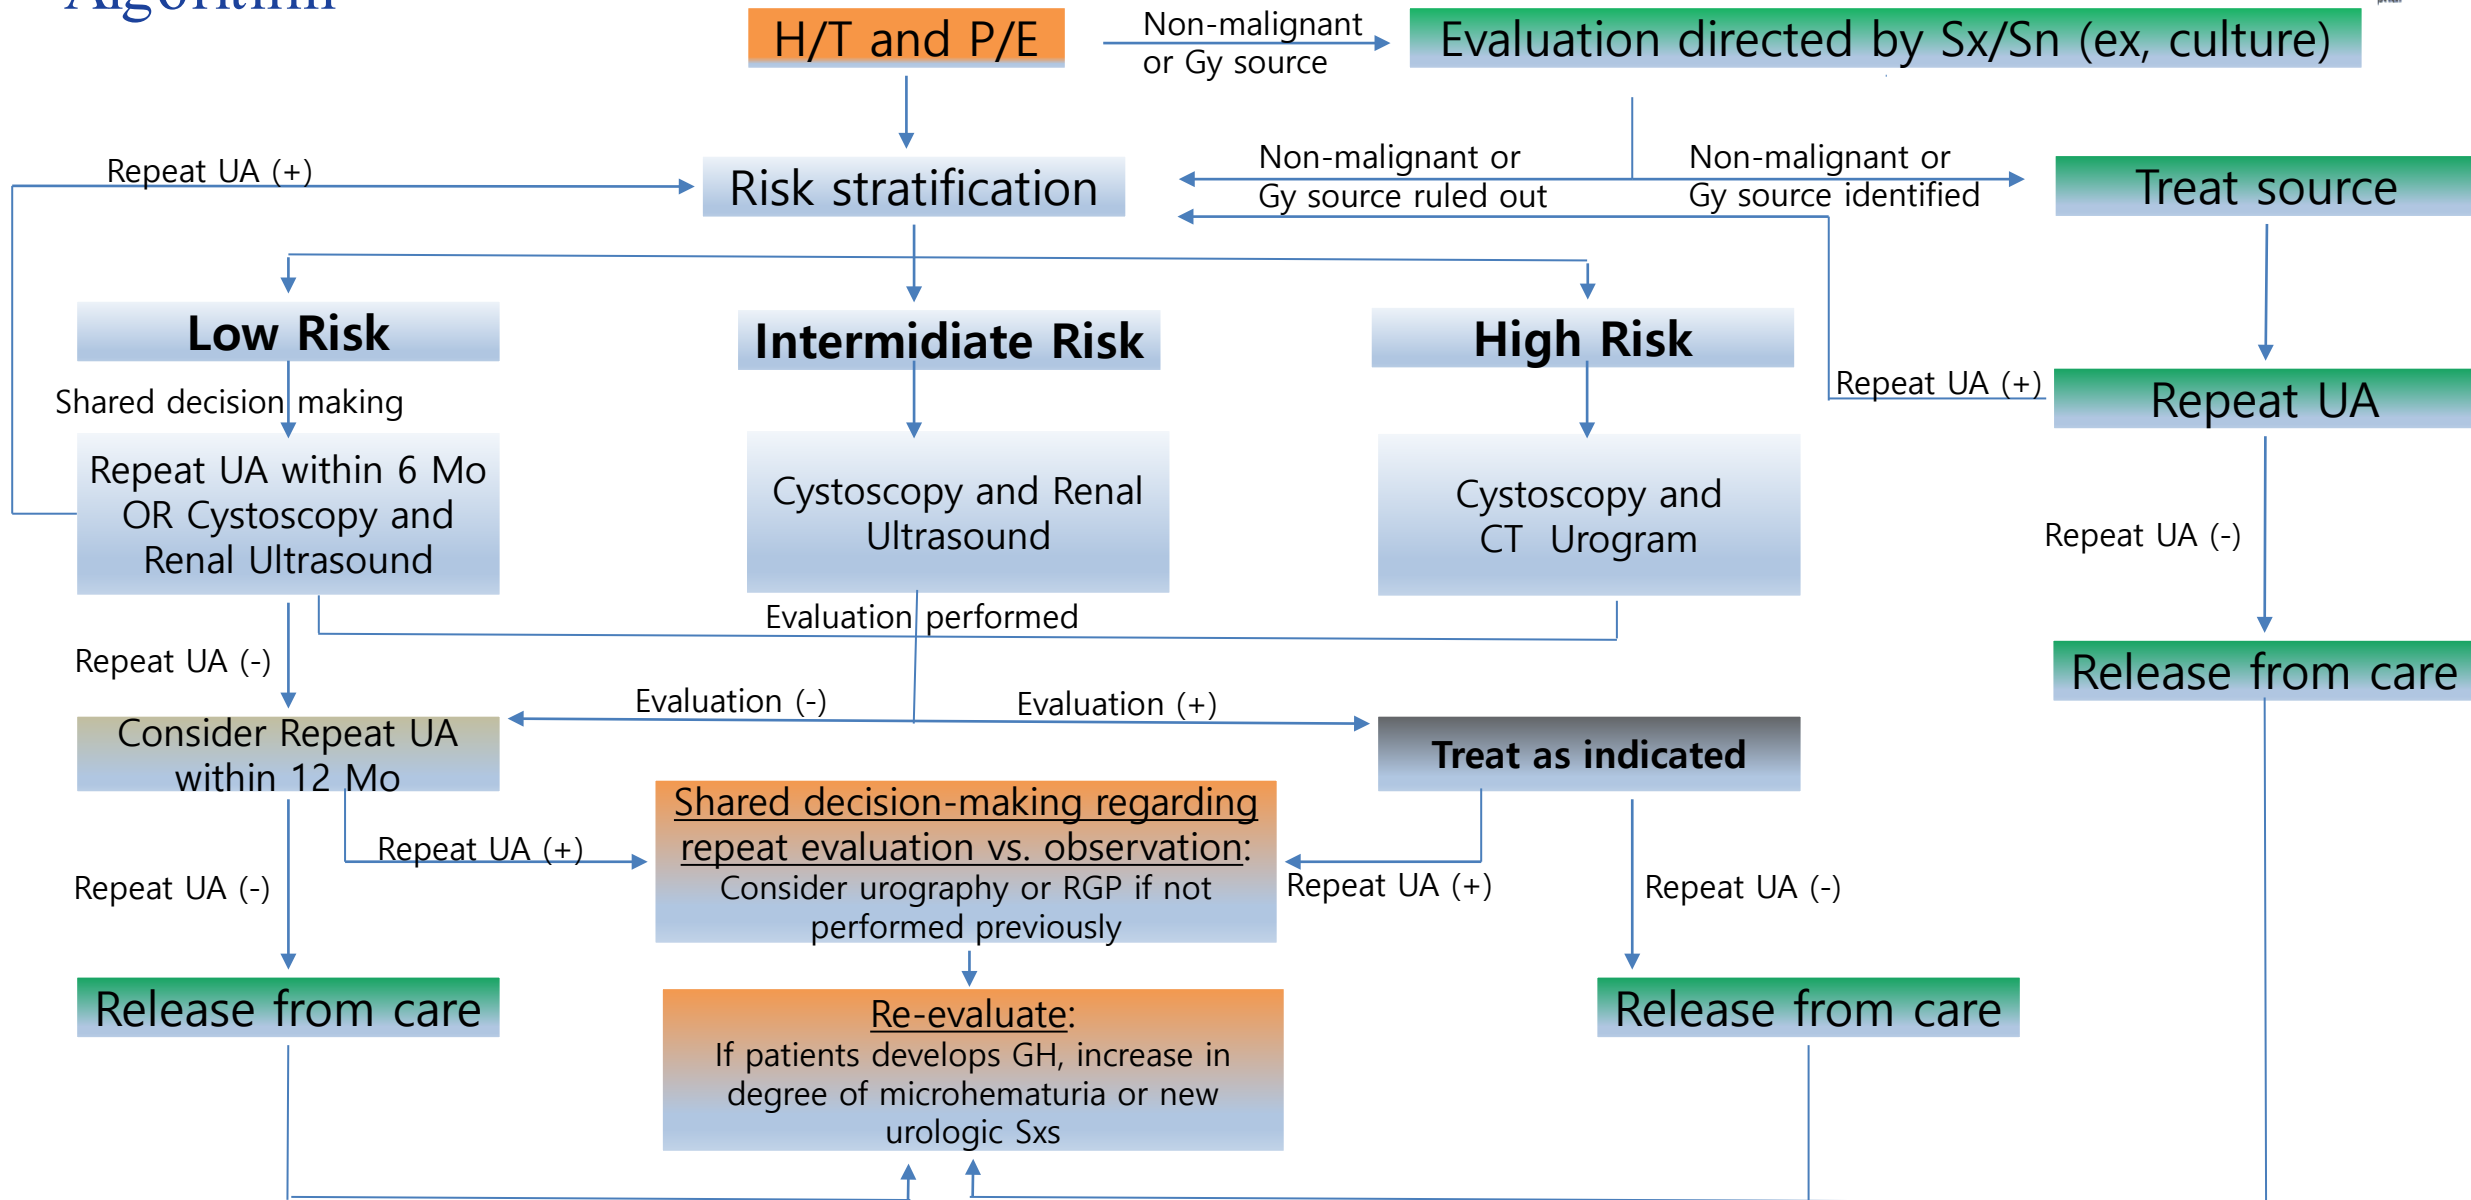 Algorithm
H/T and P/E
Non-malignant
or Gy source
Evaluation directed by Sx/Sn (ex, culture)
Repeat UA (+)
Risk stratification
Non-malignant or
Gy source ruled out
Non-malignant or
Gy source identified
Treat source
Low Risk
Intermidiate Risk
High Risk
Repeat UA (+)
Repeat UA
Shared decision making
Repeat UA within 6 Mo
OR Cystoscopy and
Renal Ultrasound
Cystoscopy and Renal
Ultrasound
Cystoscopy and
CT Urogram
Repeat UA (-)
Evaluation performed
Repeat UA (-)
Release from care
Evaluation (-)
Evaluation (+)
Consider Repeat UA
within 12 Mo
Treat as indicated
Shared decision-making regarding
repeat evaluation vs. observation:
Consider urography or RGP if not
performed previously
Repeat UA (+)
Repeat UA (-)
Repeat UA (+)
Repeat UA (-)
Release from care
Re-evaluate:
If patients develops GH, increase in
degree of microhematuria or new
urologic Sxs
Release from care